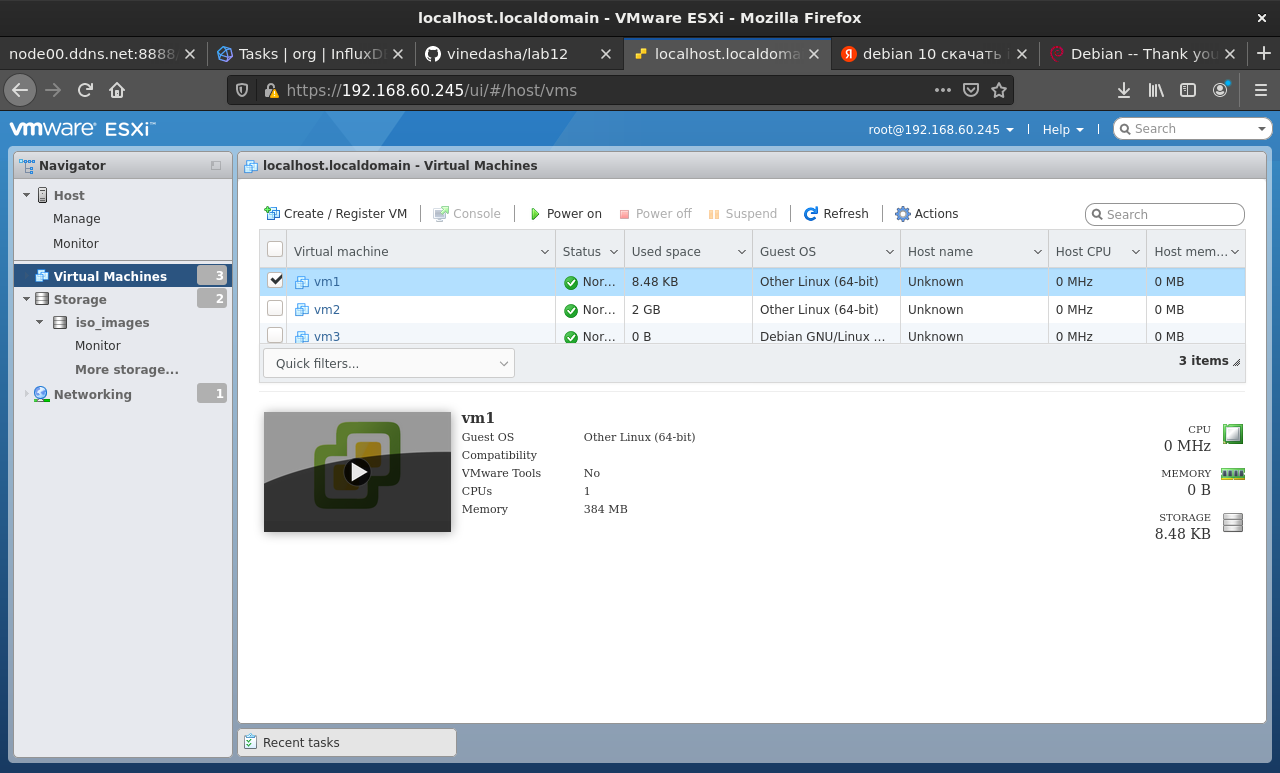 localhost.localdomain - VMware ESXi - Mozilla Firefox
node00.ddns.net:8888
Tasks | org | InfluxDB
vinedasha/lab12
localhost.localdoma
debian 10 скачать
Debian -- Thank you
https://192.168.60.245/ui/#/host/vms
vmware ESXi™
root@192.168.60.245
Help
Search
Navigator
Host
Manage
Monitor
Virtual Machines 3
Storage 2
iso_images
Monitor
More storage...
Networking 1
localhost.localdomain - Virtual Machines
Create / Register VM
Console
Power on
Power off
Suspend
Refresh
Actions
Search
Virtual machine Status Used space Guest OS Host name Host CPU Host mem...
vm1 Nor... 8.48 KB Other Linux (64-bit) Unknown 0 MHz 0 MB
vm2 Nor... 2 GB Other Linux (64-bit) Unknown 0 MHz 0 MB
vm3 Nor... 0 B Debian GNU/Linux ... Unknown 0 MHz 0 MB
Quick filters...
3 items
vm1
Guest OS Other Linux (64-bit)
Compatibility
VMware Tools No
CPUs 1
Memory 384 MB
CPU
0 MHz
MEMORY
0 B
STORAGE
8.48 KB
Recent tasks